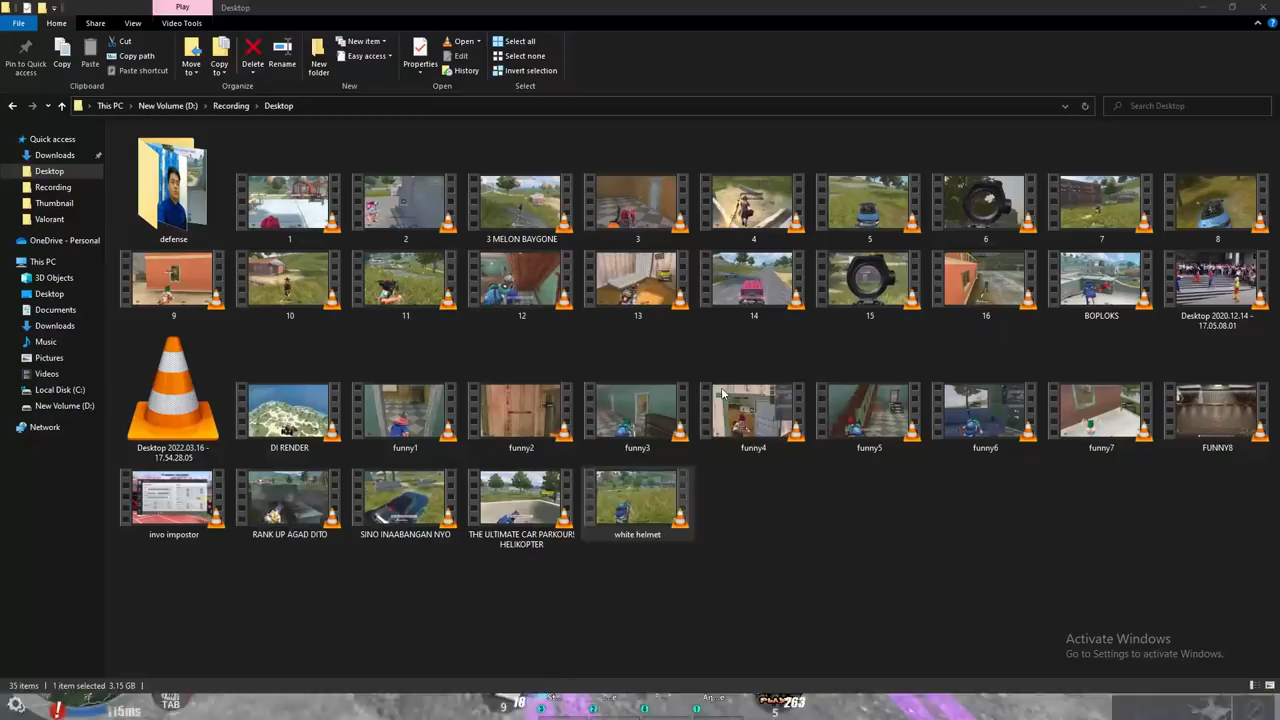 Play
Desktop
File
Home
Share
View
Video Tools
Pin to Quick
access
Copy
Paste
Cut
Copy path
Paste shortcut
Clipboard
Move
to
Copy
to
Delete
Rename
Organize
New
folder
New item
Easy access
New
Properties
Open
Edit
History
Open
Select all
Select none
Invert selection
Select
This PC
New Volume (D:)
Recording
Desktop
Search Desktop
Quick access
Downloads
Desktop
Recording
Thumbnail
Valorant
OneDrive - Personal
This PC
3D Objects
Desktop
Documents
Downloads
Music
Pictures
Videos
Local Disk (C:)
New Volume (D:)
Network
defense
1
2
3 MELON BAYGONE
3
4
5
6
7
8
9
10
11
12
13
14
15
16
BOPLOKS
Desktop 2020.12.14 -
17.05.08.01
Desktop 2022.03.16 -
17.54.28.05
DI RENDER
funny1
funny2
funny3
funny4
funny5
funny6
funny7
FUNNY8
invo impostor
RANK UP AGAD DITO
SINO INAABANGAN NYO
THE ULTIMATE CAR PARKOUR!
HELIKOPTER
white helmet
Activate Windows
Go to Settings to activate Windows.
35 items
1 item selected 3.15 GB
115ms
TAB
9
263
5